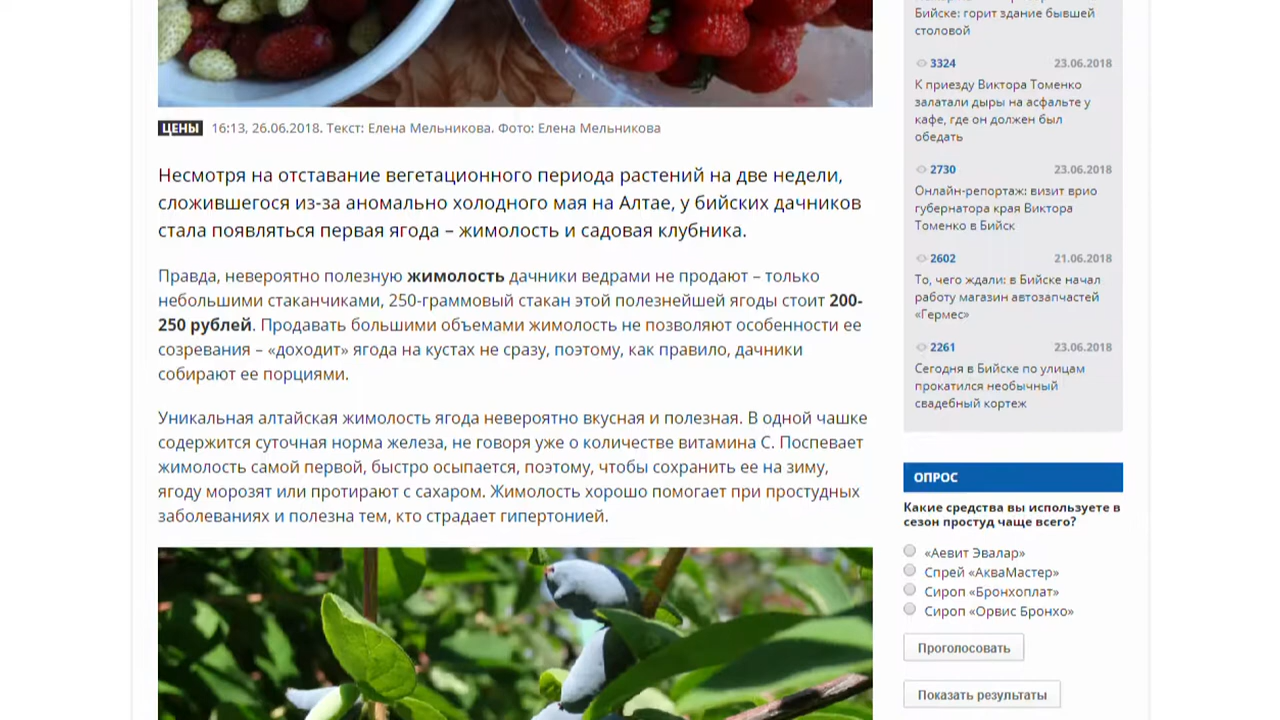 ЦЕНЫ 16:13, 26.06.2018. Текст: Елена Мельникова. Фото: Елена Мельникова
Несмотря на отставание вегетационного периода растений на две недели,
сложившегося из-за аномально холодного мая на Алтае, у бийских дачников
стала появляться первая ягода – жимолость и садовая клубника.
Правда, невероятно полезную жимолость дачники ведрами не продают – только
небольшими стаканчиками, 250-граммовый стакан этой полезнейшей ягоды стоит 200-
250 рублей. Продавать большими объемами жимолость не позволяют особенности ее
созревания – «доходит» ягода на кустах не сразу, поэтому, как правило, дачники
собирают ее порциями.
Уникальная алтайская жимолость ягода невероятно вкусная и полезная. В одной чашке
содержится суточная норма железа, не говоря уже о количестве витамина С. Поспевает
жимолость самой первой, быстро осыпается, поэтому, чтобы сохранить ее на зиму,
ягоду морозят или протирают с сахаром. Жимолость хорошо помогает при простудных
заболеваниях и полезна тем, кто страдает гипертонией.
Бийске: горит здание бывшей
столовой
3324 23.06.2018
К приезду Виктора Томенко
залатали дыры на асфальте у
кафе, где он должен был
обедать
2730 23.06.2018
Онлайн-репортаж: визит врио
губернатора края Виктора
Томенко в Бийск
2602 21.06.2018
То, чего ждали: в Бийске начал
работу магазин автозапчастей
«Гермес»
2261 23.06.2018
Сегодня в Бийске по улицам
прокатился необычный
свадебный кортеж
ОПРОС
Какие средства вы используете в
сезон простуд чаще всего?
«Аевит Эвалар»
Спрей «АкваМастер»
Сироп «Бронхоплат»
Сироп «Орвис Бронхо»
Проголосовать
Показать результаты